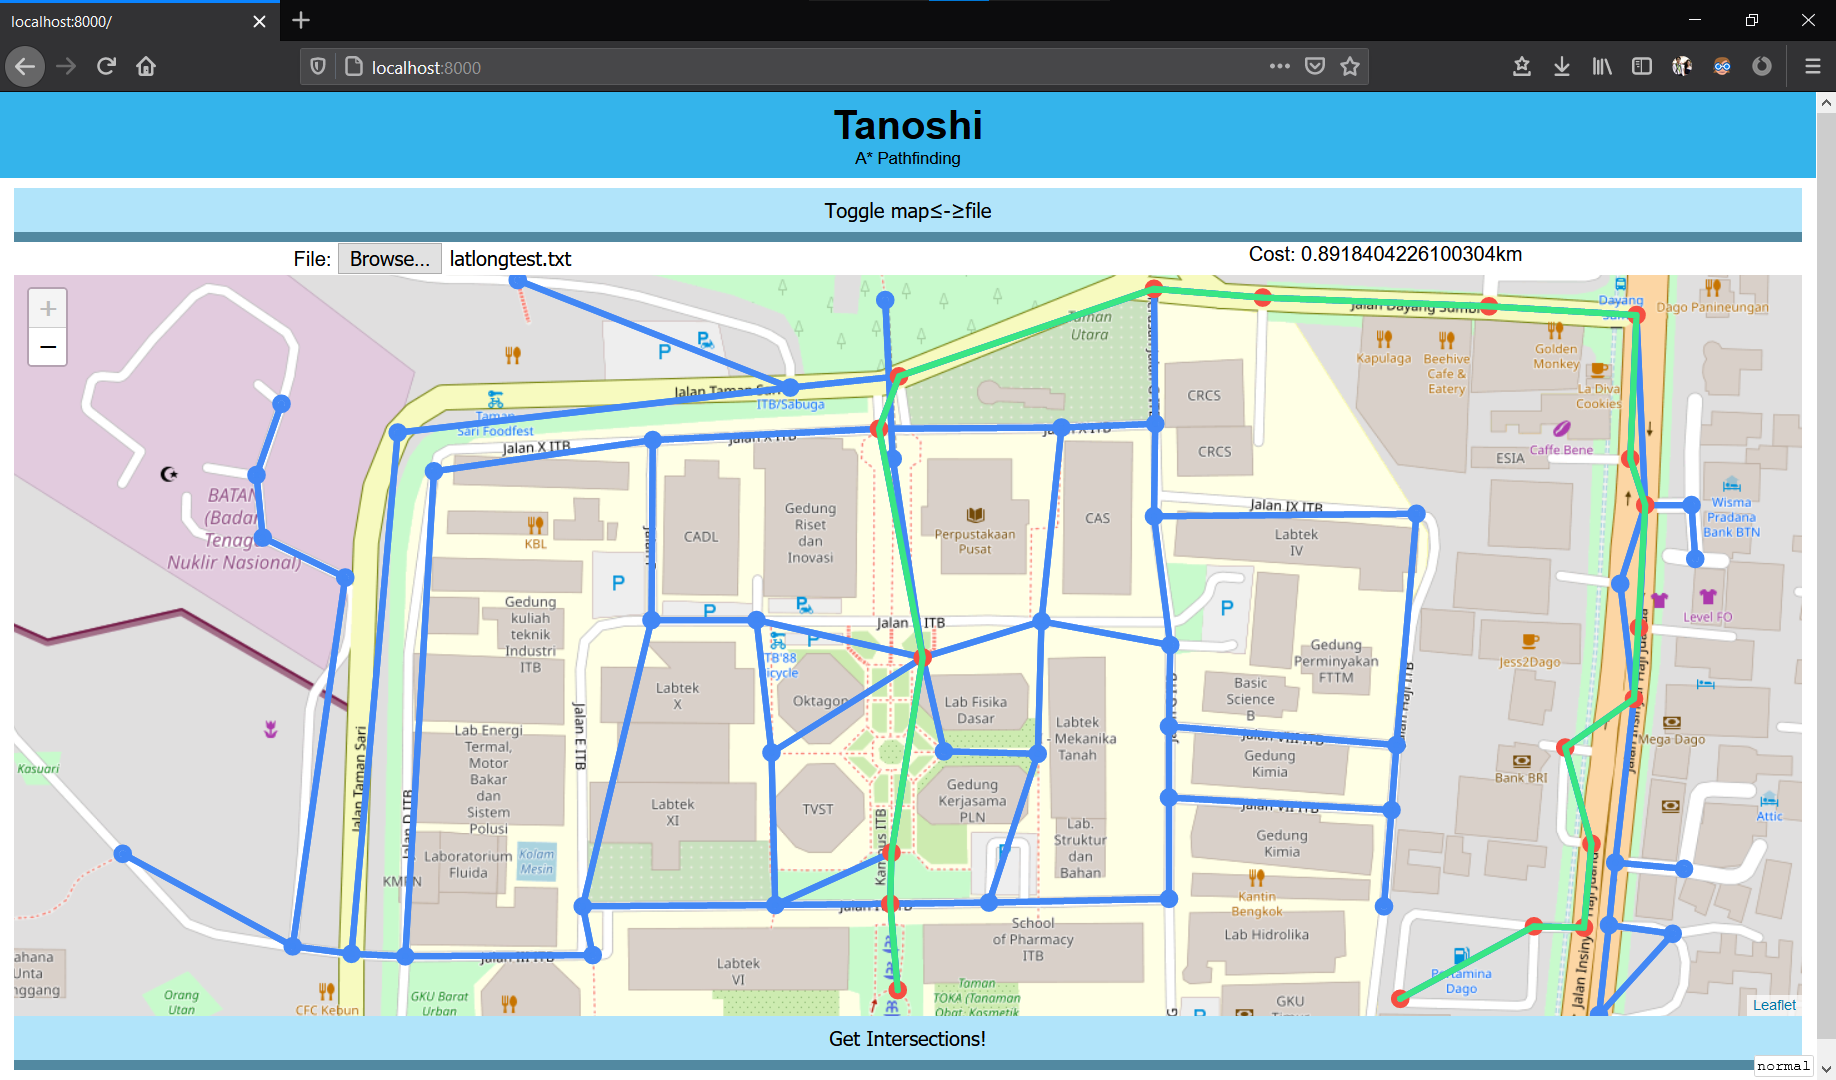 localhost:8000/
localhost:8000
Tanoshi
A* Pathfinding
Toggle map≤-≥file
File: Browse... latlongtest.txt
Cost: 0.8918404226100304km
+
−
Taman
Utara
Jalan Dayang Sumbi
Dayang
Dago Panineungan
Kapulaga
Beehive
Cafe &
Eatery
Golden
Monkey
La Diva
Cookies
Caffe Bene
ESIA
Jalan Taman Sari
ITB/Sabuga
P
Taman
Sari Foodfest
Jalan X ITB
Jalan X ITB
Jalan X ITB
CRCS
CRCS
BATAN
(Badan
Tenaga
Nuklir Nasional)
KBL
CADL
Gedung
Riset
dan
Inovasi
Perpustakaan
Pusat
CAS
Jalan IX ITB
Labtek
IV
Wisma
Pradana
Bank BTN
Level FO
P
P
P
P
Gedung
kuliah
teknik
Industri
ITB
Jalan ITB
ITB'88
Bicycle
Oktagon
Lab Fisika
Dasar
Labtek
X
Labtek
- Mekanika
Tanah
Gedung
Perminyakan
FTTM
Basic
Science
B
Jess2Dago
Jalan Haji ITB
Jalan VIII ITB
Mega Dago
Bank BRI
Jalan E ITB
Jalan Taman Sari
Jalan D ITB
Lab Energi
Termal,
Motor
Bakar
dan
Sistem
Polusi
Labtek
XI
TVST
Gedung
Kerjasama
PLN
Gedung
Kimia
Jalan VII ITB
Gedung
Kimia
Attic
Kasuari
Laboratorium
Fluida
Kolam
Mesin
Lab.
Struktur
dan
Bahan
Kantin
Bengkok
School
of Pharmacy
ITB
Lab Hidrolika
Jalan III ITB
Labtek
VI
Taman
TOKA (Tanaman
Obat, Kosmetik
GKU
Pertamina
Dago
Orang
Utan
CFC Kebun
GKU Barat
Leaflet
Get Intersections!
normal